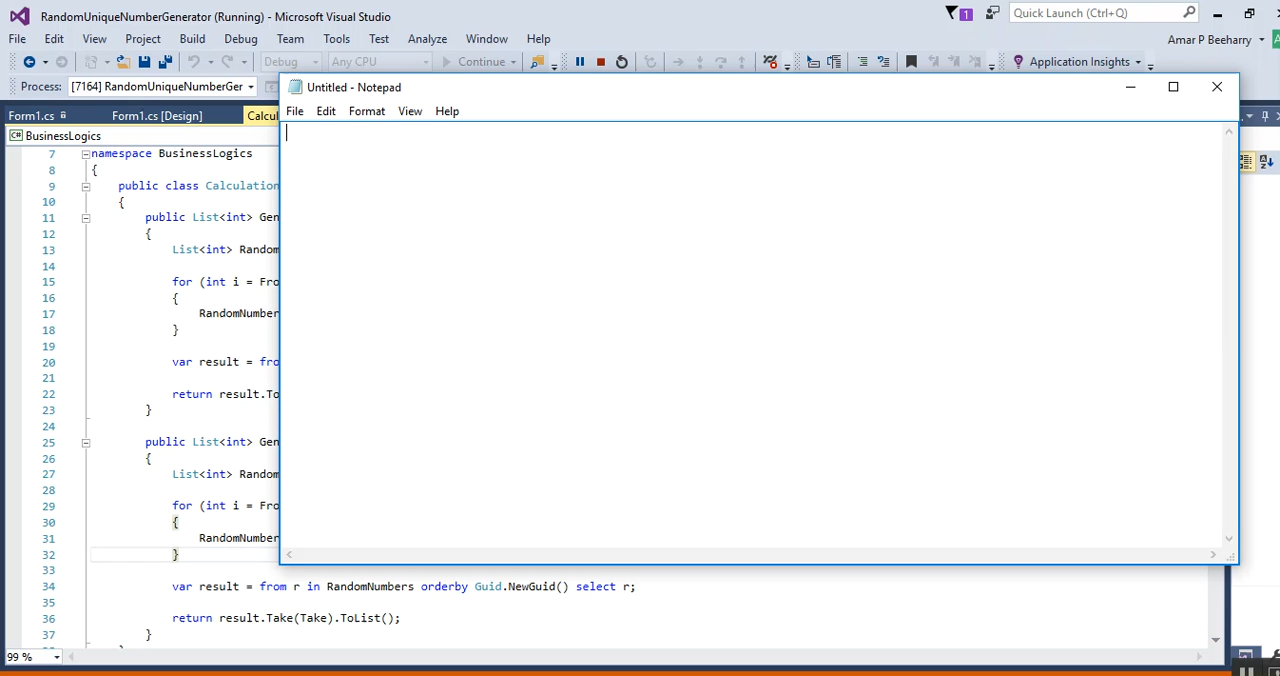 RandomUniqueNumberGenerator (Running) - Microsoft Visual Studio
1
Quick Launch (Ctrl+Q)
File Edit View Project Build Debug Team Tools Test Analyze Window Help
Amar P Beeharry
Debug Any CPU Continue Application Insights
Process: [7164] RandomUniqueNumberGer
Untitled - Notepad
File Edit Format View Help
Form1.cs Form1.cs [Design] Calcul
C# BusinessLogics
7 namespace BusinessLogics
8 {
9 public class Calculation
10 {
11 public List<int> Gen
12 {
13 List<int> Random
14
15 for (int i = Fro
16 {
17 RandomNumber
18 }
19
20 var result = fro
21
22 return result.To
23 }
24
25 public List<int> Gen
26 {
27 List<int> Random
28
29 for (int i = Fro
30 {
31 RandomNumber
32 }
33
34 var result = from r in RandomNumbers orderby Guid.NewGuid() select r;
35
36 return result.Take(Take).ToList();
37 }
99 %